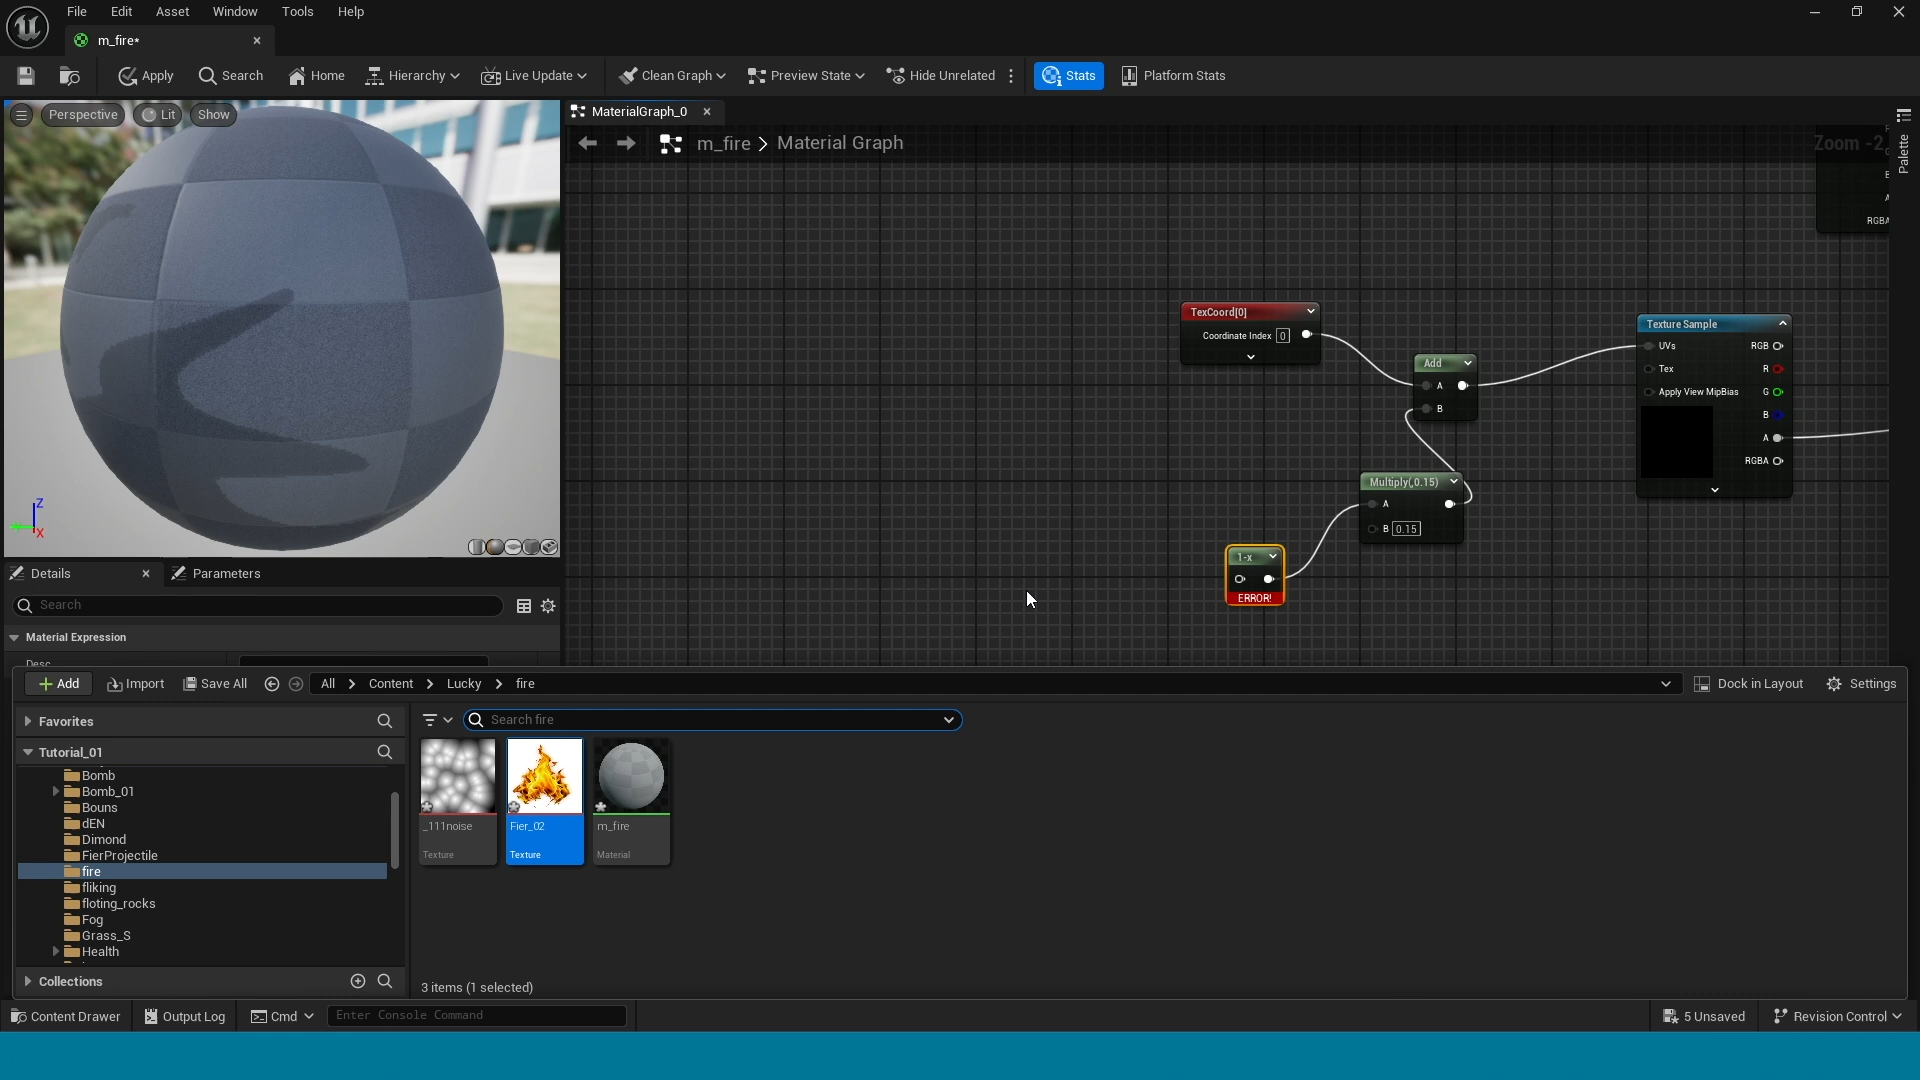 File Edit Asset Window Tools Help
m_fire*
Apply Search Home Hierarchy Live Update Clean Graph Preview State Hide Unrelated Stats Platform Stats
Perspective Lit Show
MaterialGraph_0
m_fire > Material Graph
Zoom -2
Palette
RGBA
TexCoord[0]
Coordinate Index 0
Add
A
B
Texture Sample
UVs RGB
Tex R
Apply View MipBias G
B
A
RGBA
Multiply(,0.15)
A
B 0.15
1-x
ERROR!
Z
X
Details Parameters
Search
Material Expression
Desc
Add Import Save All All > Content > Lucky > fire Dock in Layout Settings
Favorites
Search fire
Tutorial_01
Bomb
Bomb_01
Bouns
dEN
Dimond
FierProjectile
fire
fliking
floting_rocks
Fog
Grass_S
Health
Collections
_111noise
Texture
Fier_02
Texture
m_fire
Material
3 items (1 selected)
Content Drawer Output Log Cmd Enter Console Command 5 Unsaved Revision Control